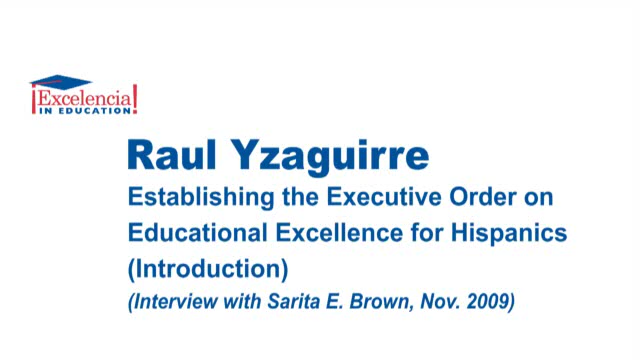 ¡Excelencia!
IN EDUCATION
Raul Yzaguirre
Establishing the Executive Order on
Educational Excellence for Hispanics
(Introduction)
(Interview with Sarita E. Brown, Nov. 2009)